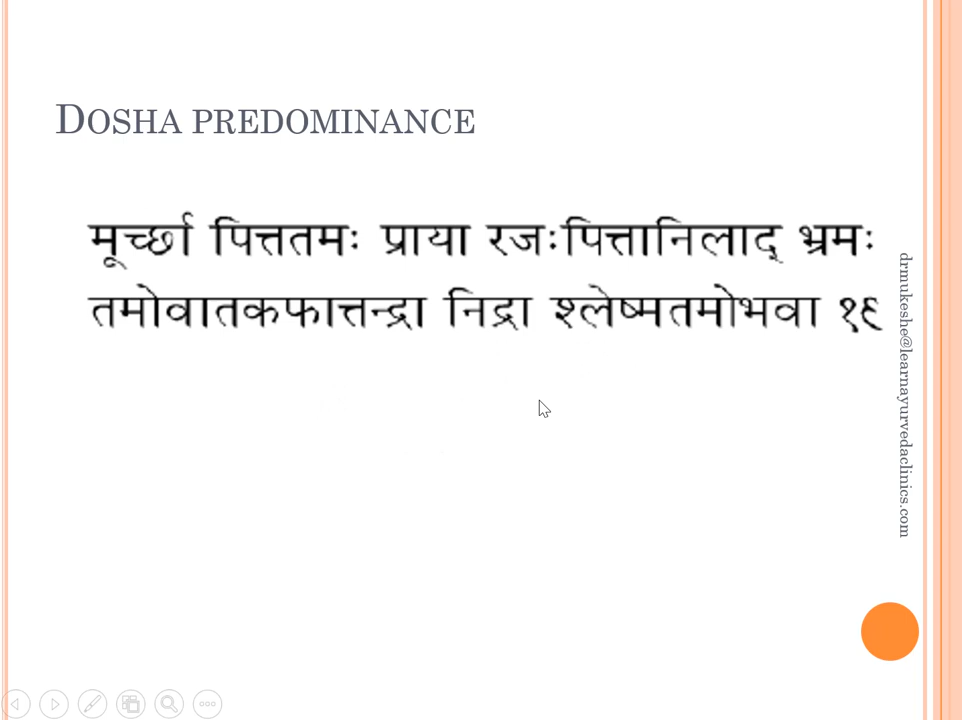 DOSHA PREDOMINANCE
मूर्च्छा पित्ततमः प्राया रजःपित्तानिलाद् भ्रमः
तमोवातकफात्तन्द्रा निद्रा श्लेष्मतमोभवा १९
drmukeshe@learnayurvedaclinics.com